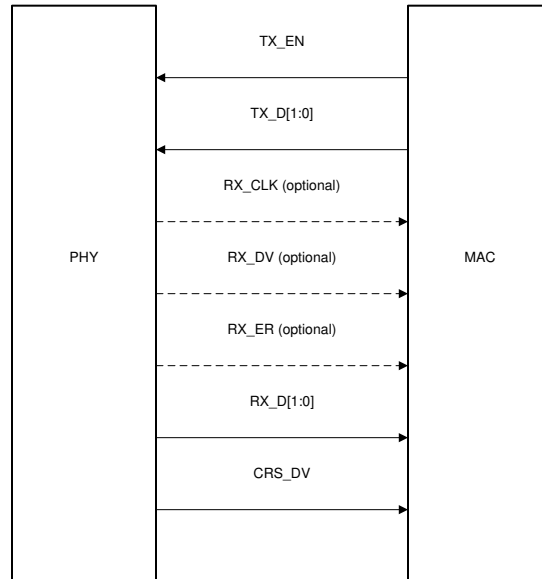 TX_EN
TX_D[1:0]
RX_CLK (optional)
PHY
RX_DV (optional)
MAC
RX_ER (optional)
RX_D[1:0]
CRS_DV